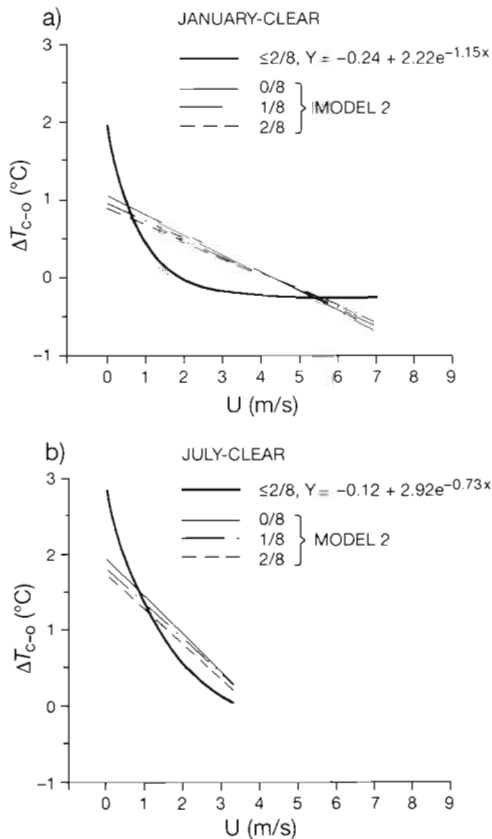 a)
JANUARY-CLEAR
≤2/8, Y = −0.24 + 2.22e^−1.15x
0/8
1/8 MODEL 2
2/8
3
2
1
0
−1
ΔTc−o (°C)
0 1 2 3 4 5 6 7 8 9
U (m/s)
b)
JULY-CLEAR
≤2/8, Y = −0.12 + 2.92e^−0.73x
0/8
1/8 MODEL 2
2/8
3
2
1
0
−1
ΔTc−o (°C)
0 1 2 3 4 5 6 7 8 9
U (m/s)